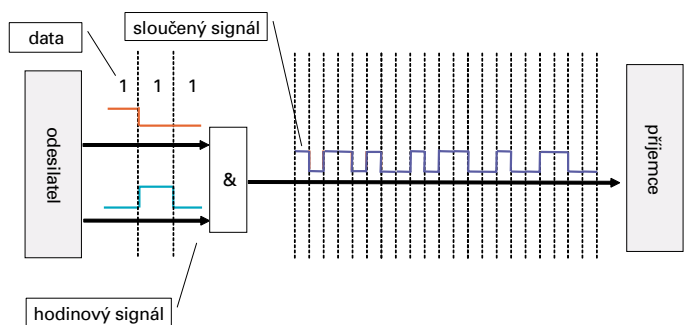 data
sloučený signál
1 1 1
odesilatel
&
příjemce
hodinový signál